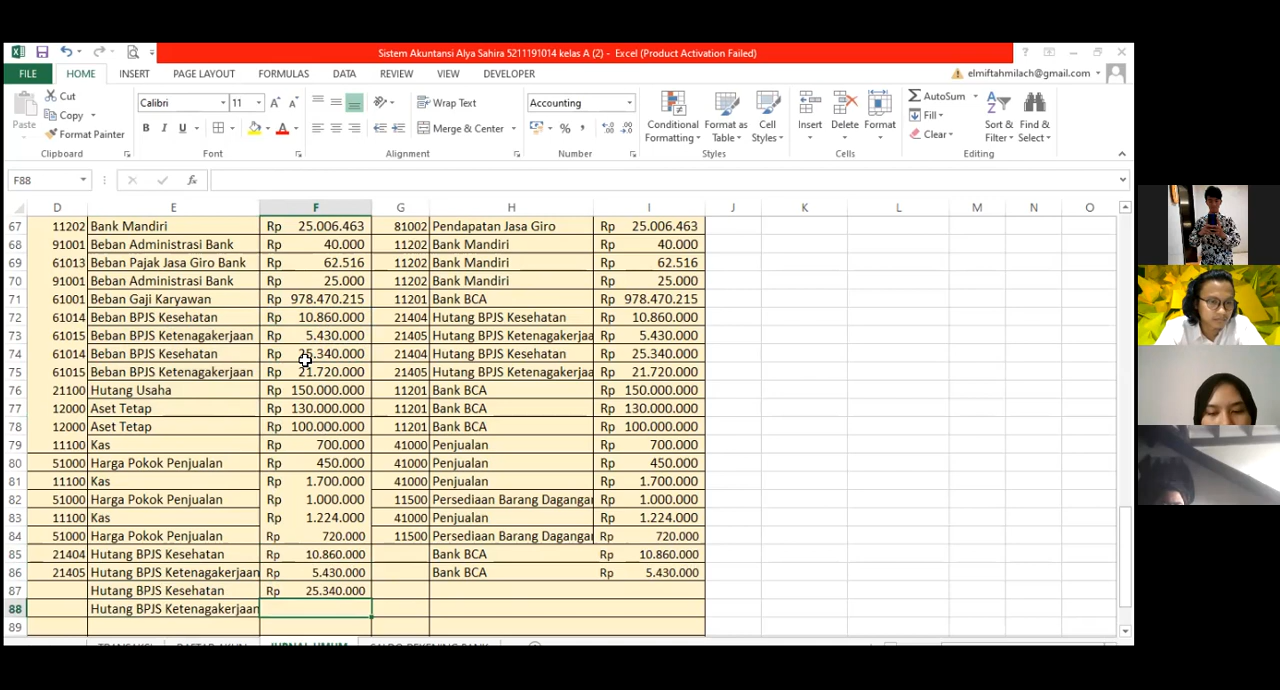 Sistem Akuntansi Alya Sahira 5211191014 kelas A (2) - Excel (Product Activation Failed)
FILE HOME INSERT PAGE LAYOUT FORMULAS DATA REVIEW VIEW DEVELOPER elmiftahmilach@gmail.com
Paste
Cut
Copy
Format Painter
Clipboard
Calibri 11
B I U
Font
Wrap Text
Merge & Center
Alignment
Accounting
%
Number
Conditional Formatting
Format as Table
Cell Styles
Styles
Insert
Delete
Format
Cells
AutoSum
Fill
Clear
Sort & Filter
Find & Select
Editing
F88 fx
D E F G H I J K L M N O
67 11202 Bank Mandiri Rp 25.006.463 81002 Pendapatan Jasa Giro Rp 25.006.463
68 91001 Beban Administrasi Bank Rp 40.000 11202 Bank Mandiri Rp 40.000
69 61013 Beban Pajak Jasa Giro Bank Rp 62.516 11202 Bank Mandiri Rp 62.516
70 91001 Beban Administrasi Bank Rp 25.000 11202 Bank Mandiri Rp 25.000
71 61001 Beban Gaji Karyawan Rp 978.470.215 11201 Bank BCA Rp 978.470.215
72 61014 Beban BPJS Kesehatan Rp 10.860.000 21404 Hutang BPJS Kesehatan Rp 10.860.000
73 61015 Beban BPJS Ketenagakerjaan Rp 5.430.000 21405 Hutang BPJS Ketenagakerjaa Rp 5.430.000
74 61014 Beban BPJS Kesehatan Rp 25.340.000 21404 Hutang BPJS Kesehatan Rp 25.340.000
75 61015 Beban BPJS Ketenagakerjaan Rp 21.720.000 21405 Hutang BPJS Ketenagakerjaa Rp 21.720.000
76 21100 Hutang Usaha Rp 150.000.000 11201 Bank BCA Rp 150.000.000
77 12000 Aset Tetap Rp 130.000.000 11201 Bank BCA Rp 130.000.000
78 12000 Aset Tetap Rp 100.000.000 11201 Bank BCA Rp 100.000.000
79 11100 Kas Rp 700.000 41000 Penjualan Rp 700.000
80 51000 Harga Pokok Penjualan Rp 450.000 41000 Penjualan Rp 450.000
81 11100 Kas Rp 1.700.000 41000 Penjualan Rp 1.700.000
82 51000 Harga Pokok Penjualan Rp 1.000.000 11500 Persediaan Barang Dagangan Rp 1.000.000
83 11100 Kas Rp 1.224.000 41000 Penjualan Rp 1.224.000
84 51000 Harga Pokok Penjualan Rp 720.000 11500 Persediaan Barang Dagangan Rp 720.000
85 21404 Hutang BPJS Kesehatan Rp 10.860.000 Bank BCA Rp 10.860.000
86 21405 Hutang BPJS Ketenagakerjaan Rp 5.430.000 Bank BCA Rp 5.430.000
87 Hutang BPJS Kesehatan Rp 25.340.000
88 Hutang BPJS Ketenagakerjaan
89